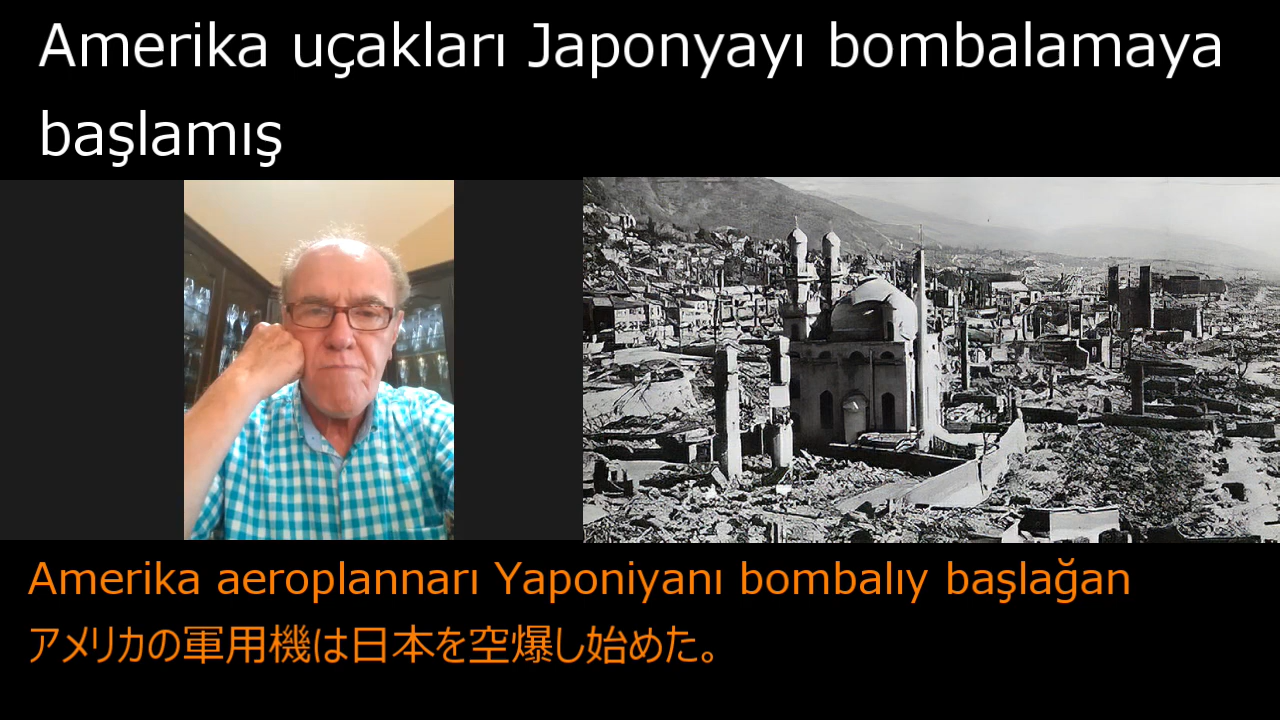 Amerika uçakları Japonyayı bombalamaya
başlamış
Amerika aeroplannarı Yaponiyanı bombalıy başlağan
アメリカの軍用機は日本を空爆し始めた。